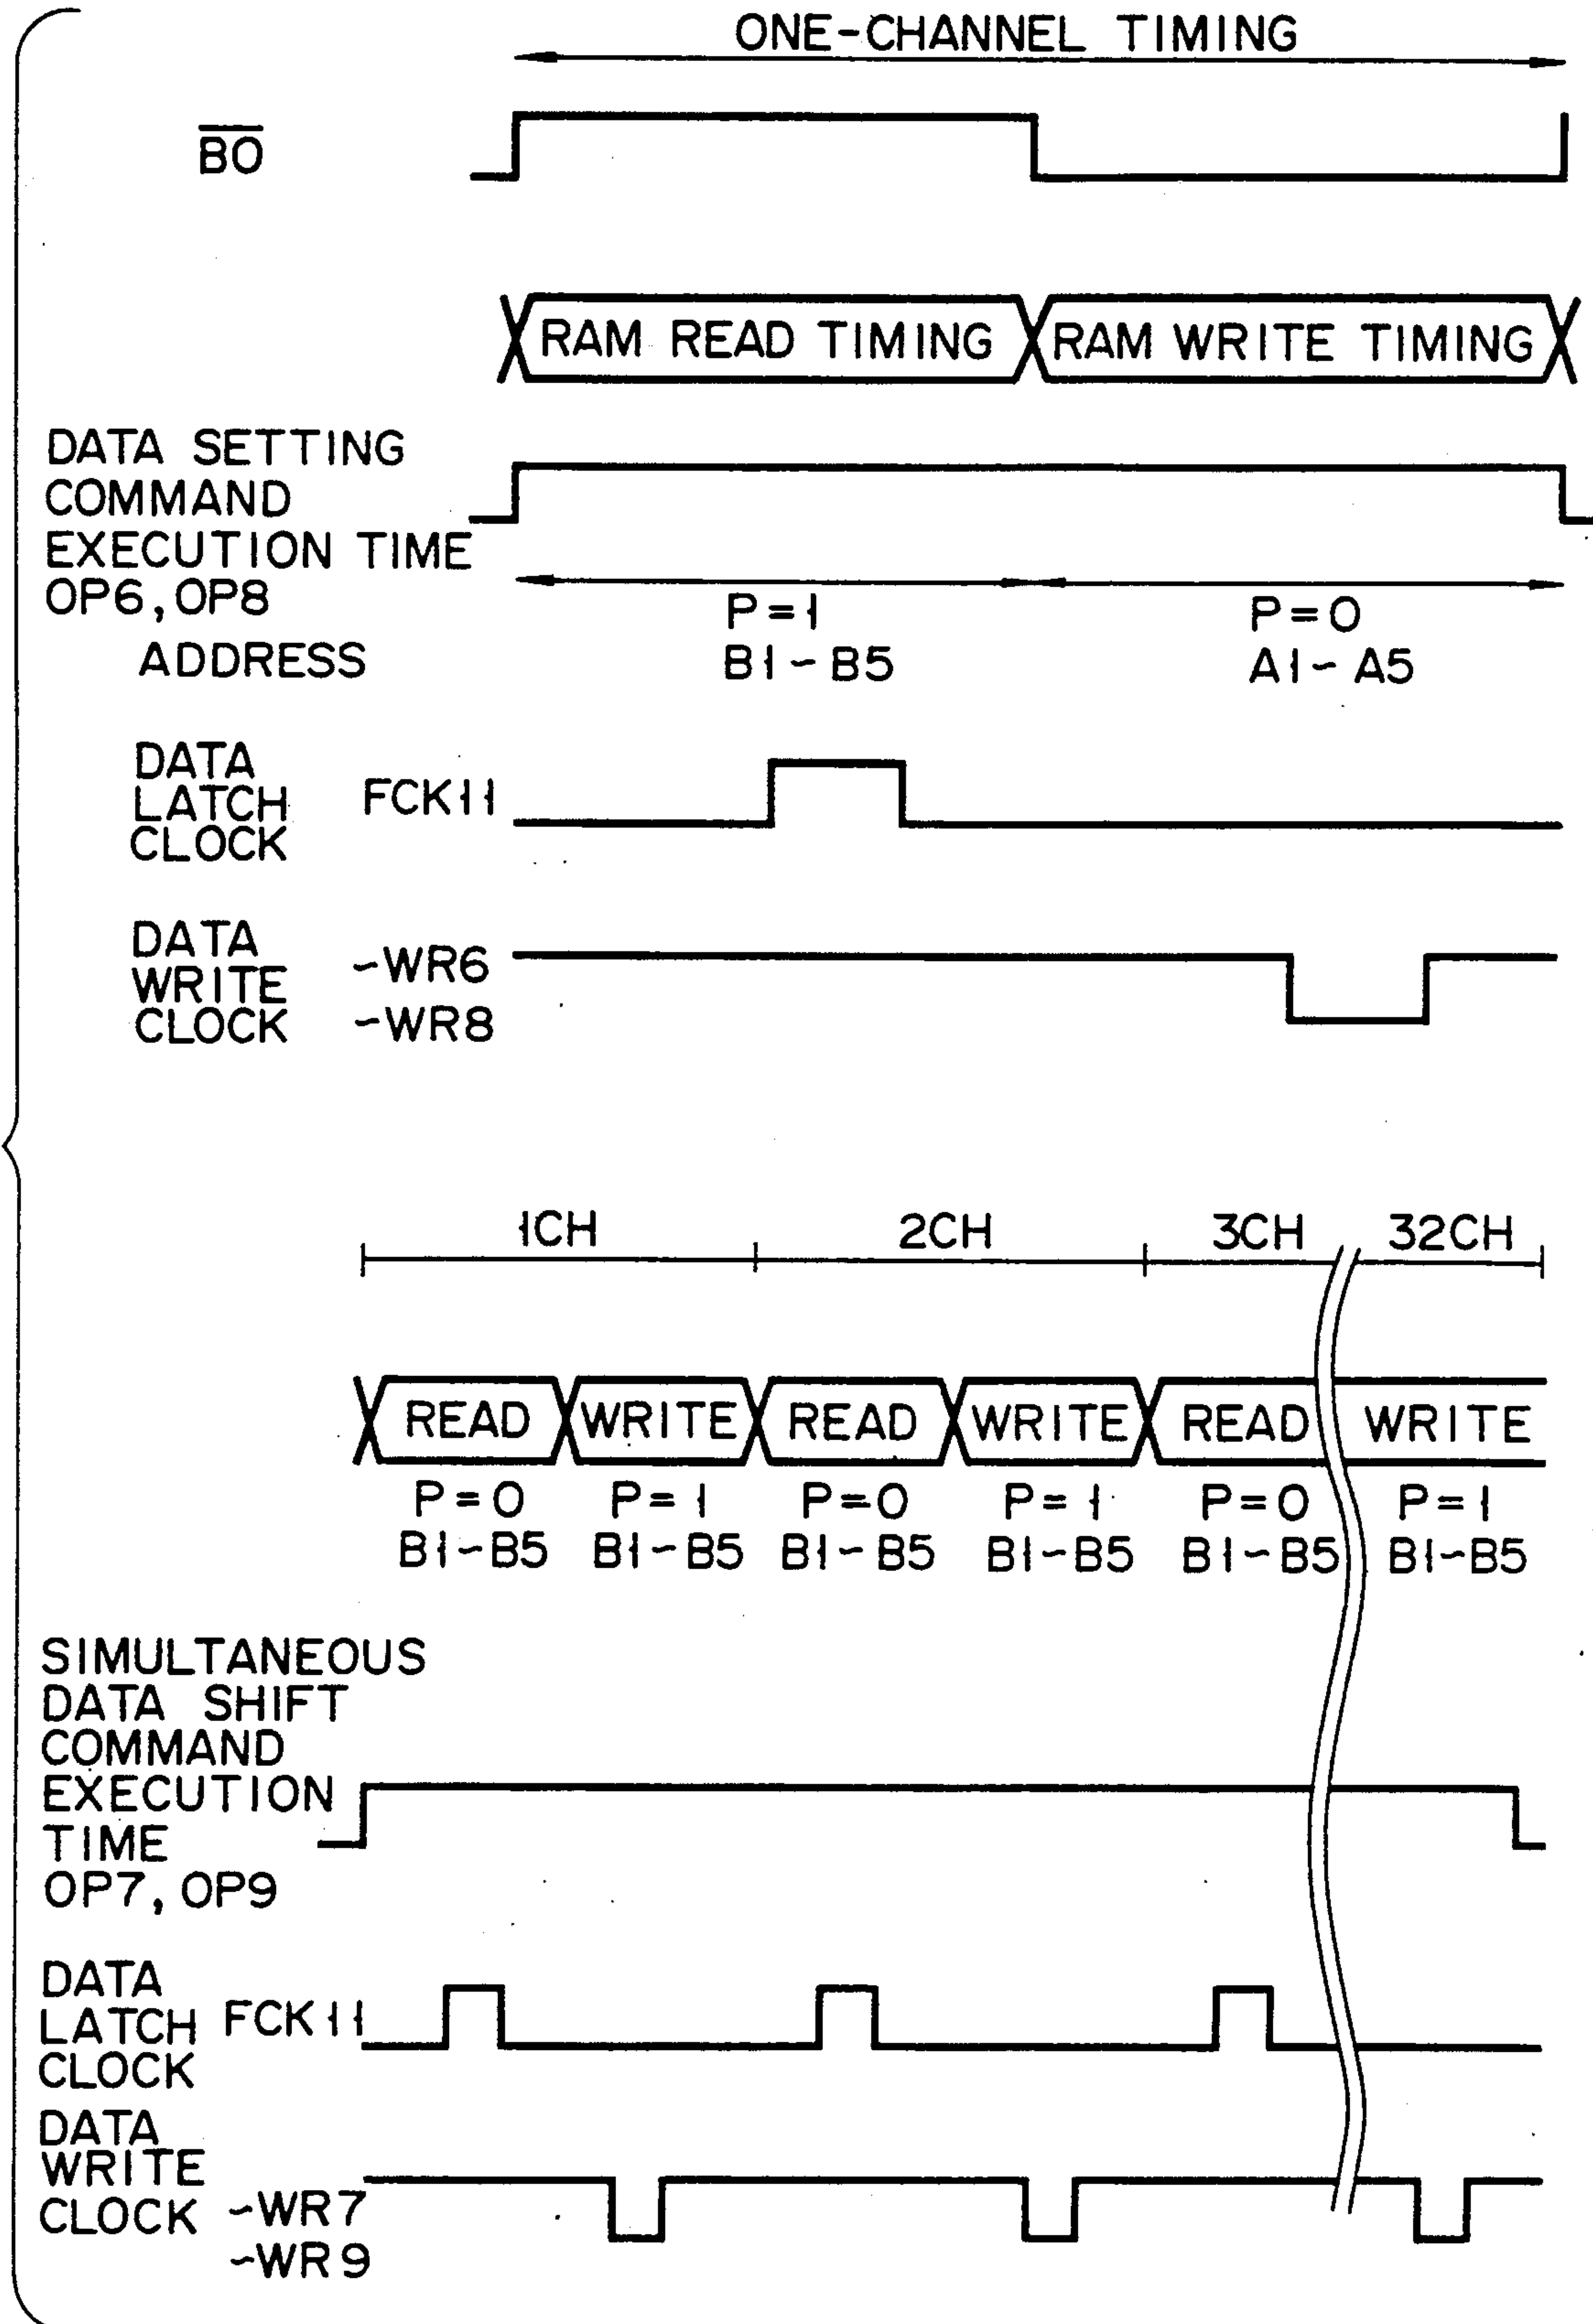 ONE-CHANNEL TIMING
B0
RAM READ TIMING RAM WRITE TIMING
DATA SETTING
COMMAND
EXECUTION TIME
OP6, OP8
P=1 P=0
ADDRESS B1~B5 A1~A5
DATA
LATCH FCK11
CLOCK
DATA
WRITE -WR6
CLOCK -WR8
1CH 2CH 3CH 32CH
READ WRITE READ WRITE READ WRITE
P=0 P=1 P=0 P=1 P=0 P=1
B1~B5 B1~B5 B1~B5 B1~B5 B1~B5 B1~B5
SIMULTANEOUS
DATA SHIFT
COMMAND
EXECUTION
TIME
OP7, OP9
DATA
LATCH FCK11
CLOCK
DATA
WRITE
CLOCK -WR7
-WR9